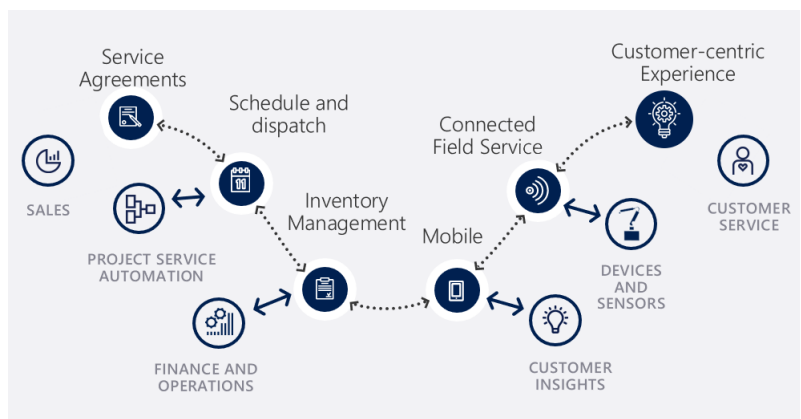 Service
Agreements
Schedule and
dispatch
Inventory
Management
Mobile
Connected
Field Service
Customer-centric
Experience
SALES
PROJECT SERVICE
AUTOMATION
FINANCE AND
OPERATIONS
CUSTOMER
INSIGHTS
DEVICES
AND
SENSORS
CUSTOMER
SERVICE